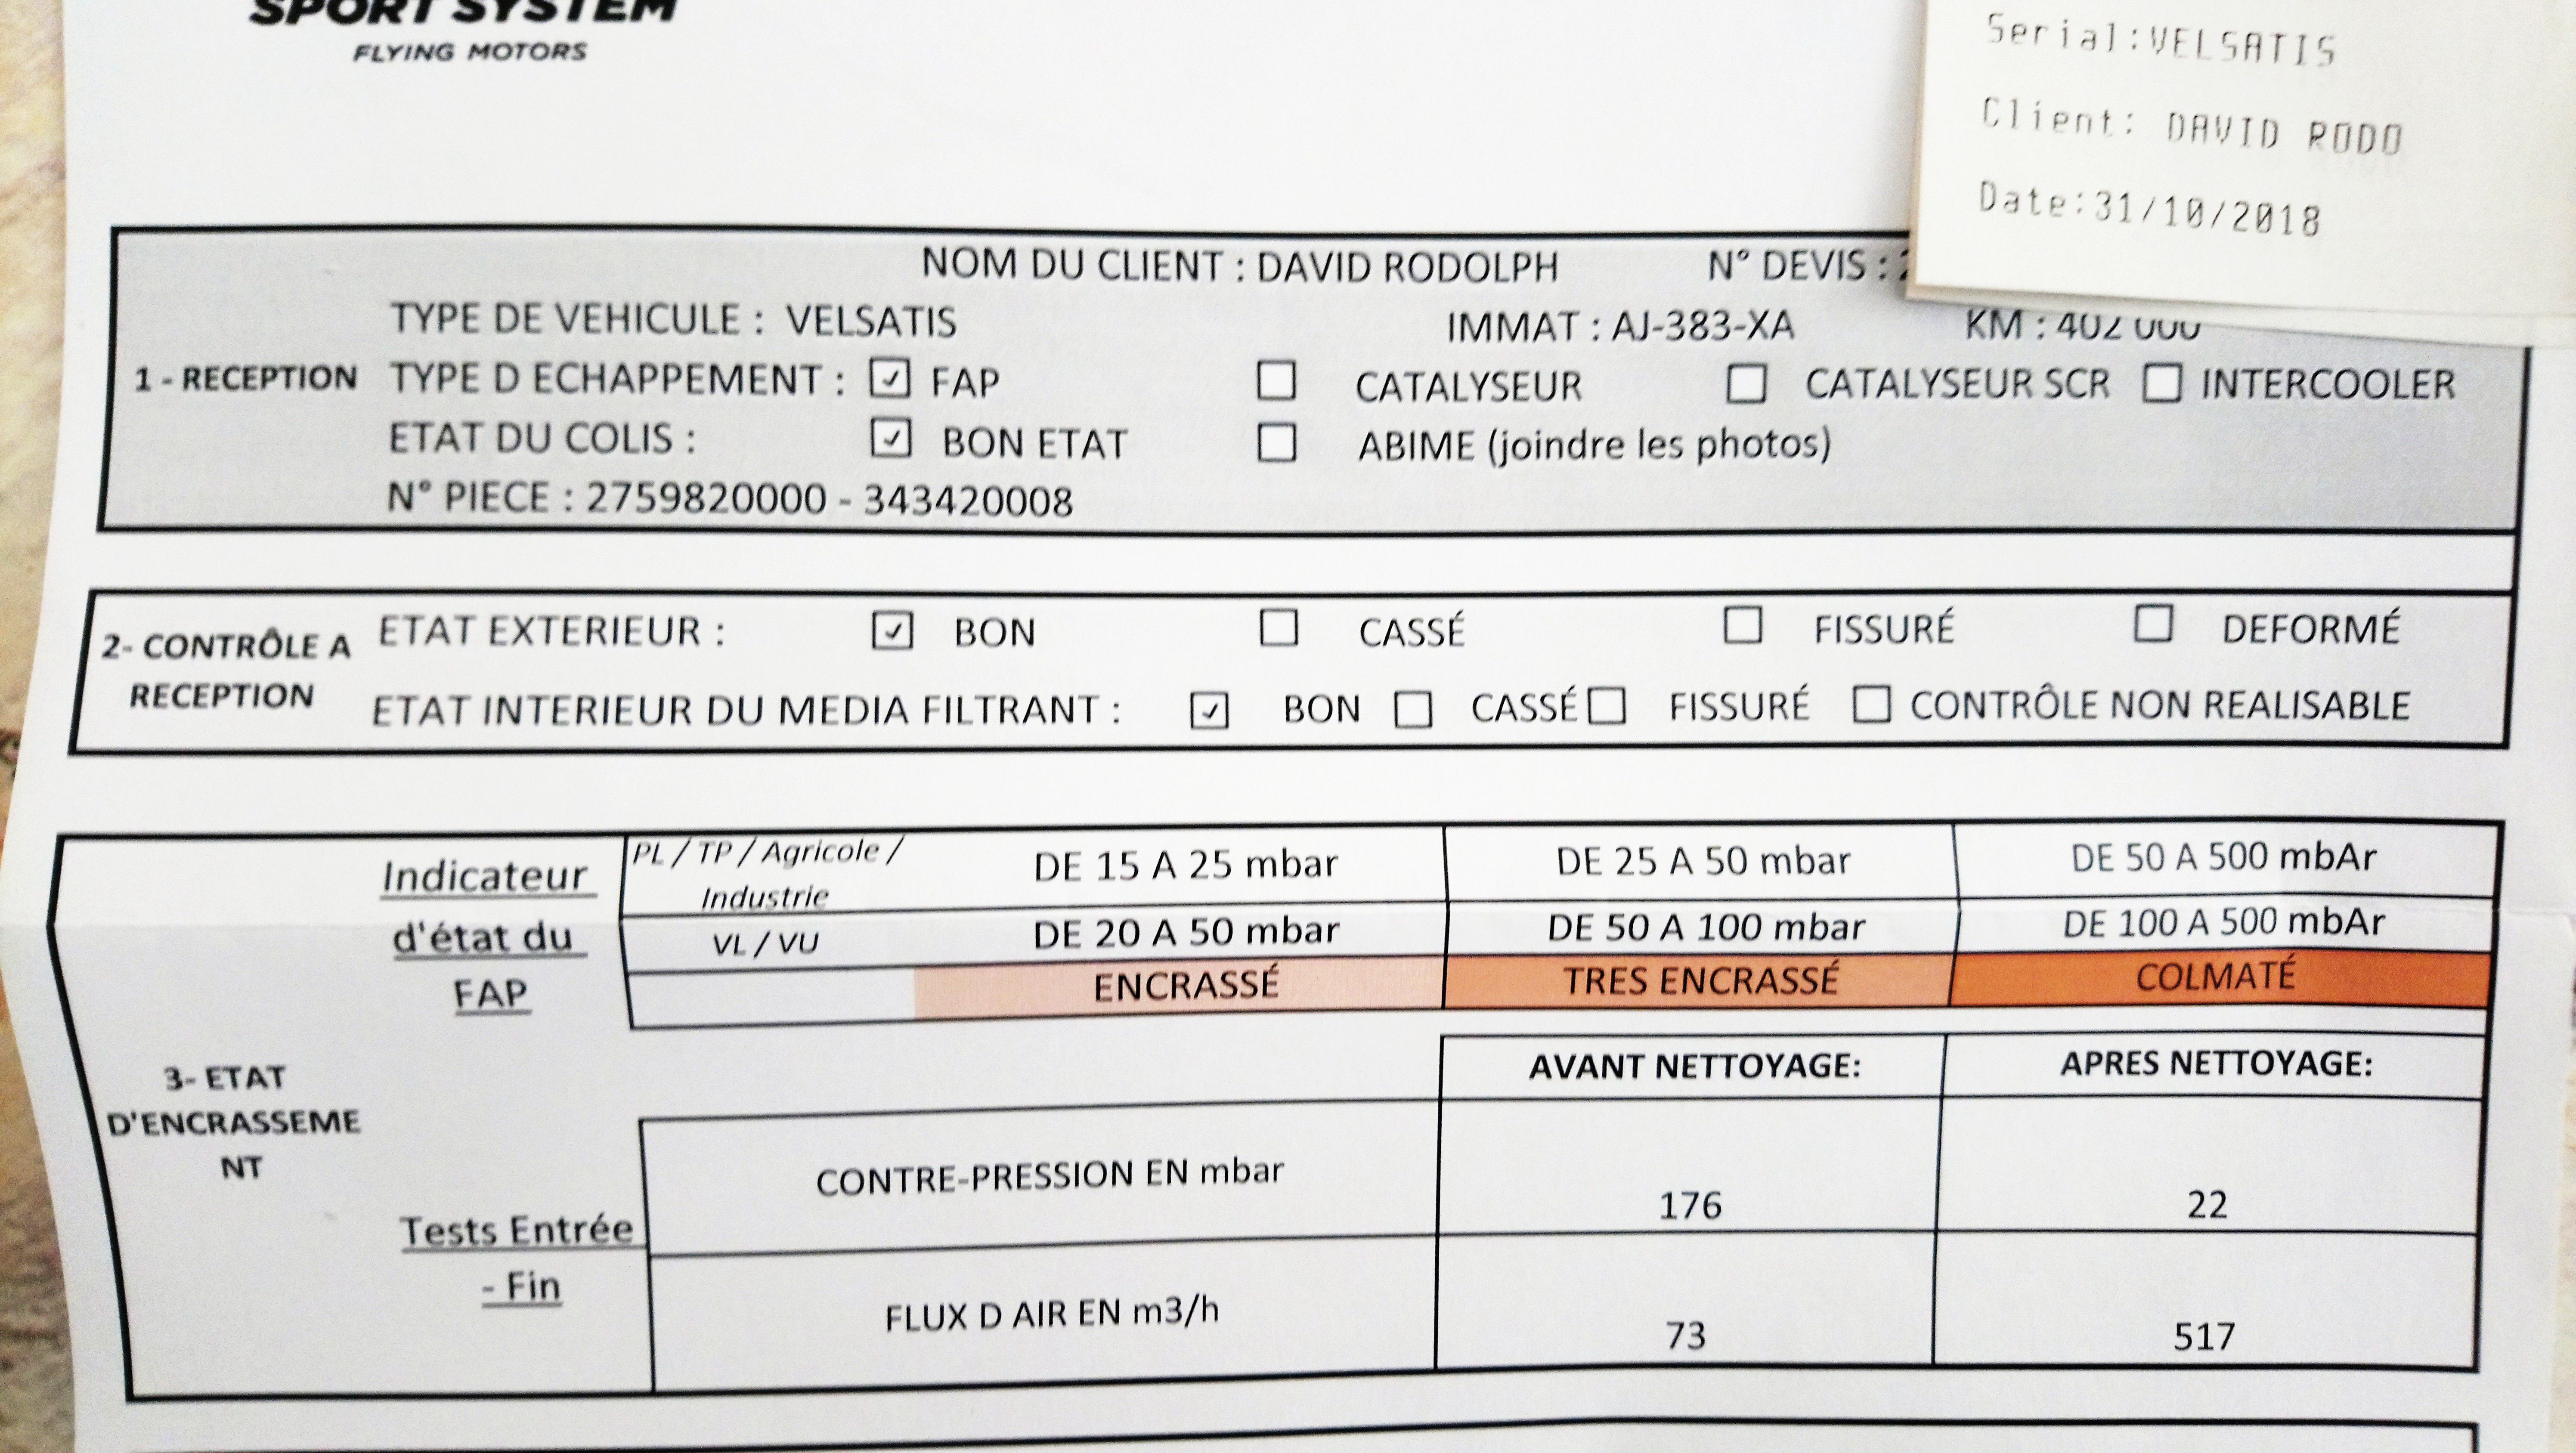 SPORT SYSTEM
FLYING MOTORS
Serial:VELSATIS
Client: DAVID RODO
Date:31/10/2018
NOM DU CLIENT : DAVID RODOLPH N° DEVIS :
TYPE DE VEHICULE : VELSATIS IMMAT : AJ-383-XA KM : 402 000
1 - RECEPTION TYPE D ECHAPPEMENT : FAP CATALYSEUR CATALYSEUR SCR INTERCOOLER
ETAT DU COLIS : BON ETAT ABIME (joindre les photos)
N° PIECE : 2759820000 - 343420008
2- CONTRÔLE A RECEPTION
ETAT EXTERIEUR : BON CASSÉ FISSURÉ DEFORMÉ
ETAT INTERIEUR DU MEDIA FILTRANT : BON CASSÉ FISSURÉ CONTRÔLE NON REALISABLE
3- ETAT
D'ENCRASSEME
NT
Indicateur
d'état du
FAP
PL / TP / Agricole /
Industrie
DE 15 A 25 mbar DE 25 A 50 mbar DE 50 A 500 mbAr
VL / VU DE 20 A 50 mbar DE 50 A 100 mbar DE 100 A 500 mbAr
ENCRASSÉ TRES ENCRASSÉ COLMATÉ
AVANT NETTOYAGE: APRES NETTOYAGE:
Tests Entrée
- Fin
CONTRE-PRESSION EN mbar 176 22
FLUX D AIR EN m3/h 73 517